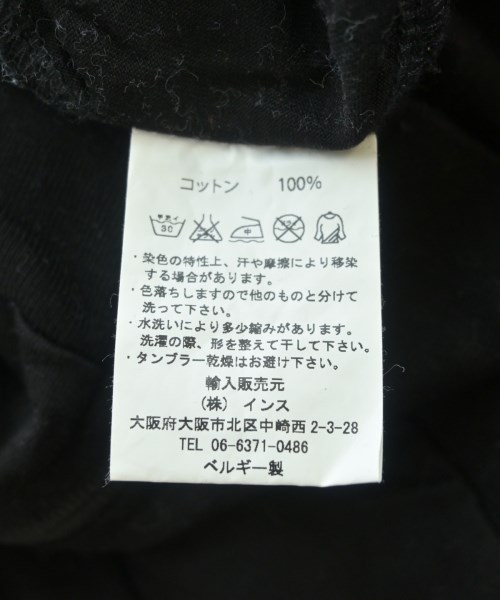 コットン 100%
手洗イ
30
・染色の特性上、汗や摩擦により移染
する場合があります。
・色落ちしますので他のものと分けて
洗って下さい。
・水洗いにより多少縮みがあります。
洗濯の際、形を整えて干して下さい。
・タンブラー乾燥はお避け下さい。
輸入販売元
(株) インス
大阪府大阪市北区中崎西2-3-28
TEL 06-6371-0486
ベルギー製